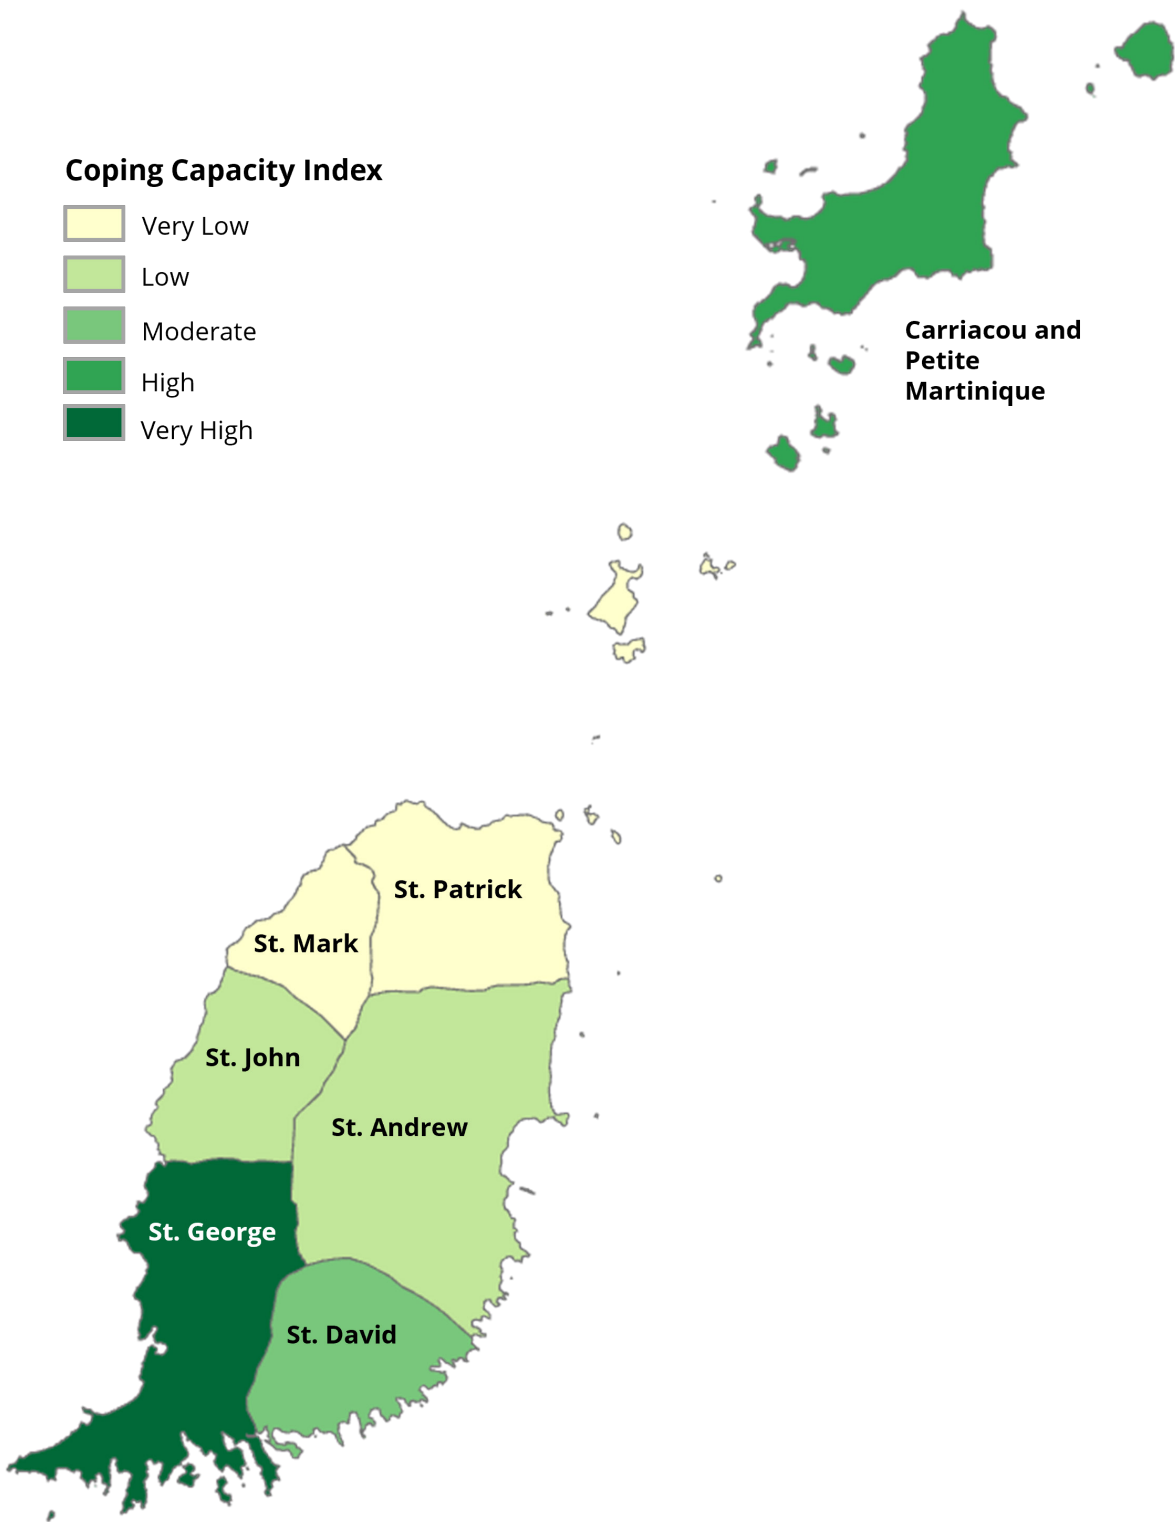 Coping Capacity Index
Very Low
Low
Moderate
High
Very High
Carriacou and
Petite
Martinique
St. Patrick
St. Mark
St. John
St. Andrew
St. George
St. David